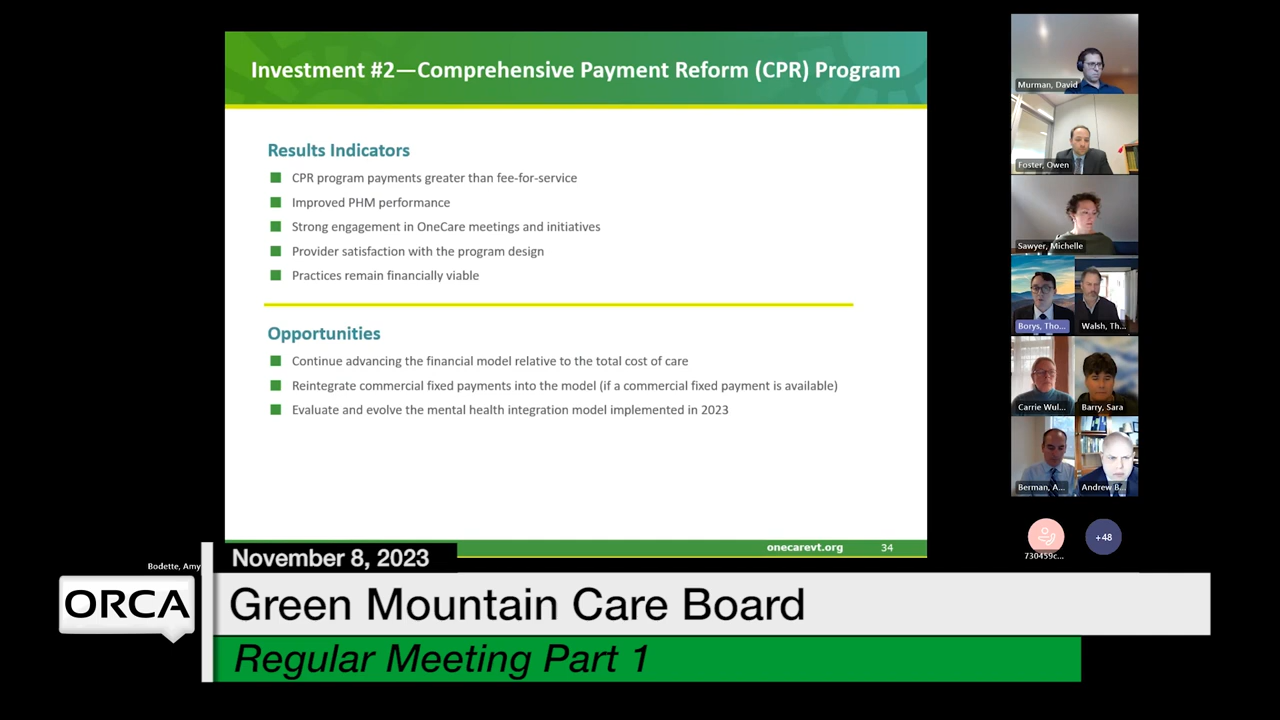 Investment #2—Comprehensive Payment Reform (CPR) Program
Results Indicators
CPR program payments greater than fee-for-service
Improved PHM performance
Strong engagement in OneCare meetings and initiatives
Provider satisfaction with the program design
Practices remain financially viable
Opportunities
Continue advancing the financial model relative to the total cost of care
Reintegrate commercial fixed payments into the model (if a commercial fixed payment is available)
Evaluate and evolve the mental health integration model implemented in 2023
onecarevt.org 34
Murman, David
Foster, Owen
Sawyer, Michelle
Borys, Tho... Walsh, Th...
Carrie Wul... Barry, Sara
Berman, A... Andrew B...
+48
730459c...
Bodette, Amy
November 8, 2023
ORCA
Green Mountain Care Board
Regular Meeting Part 1